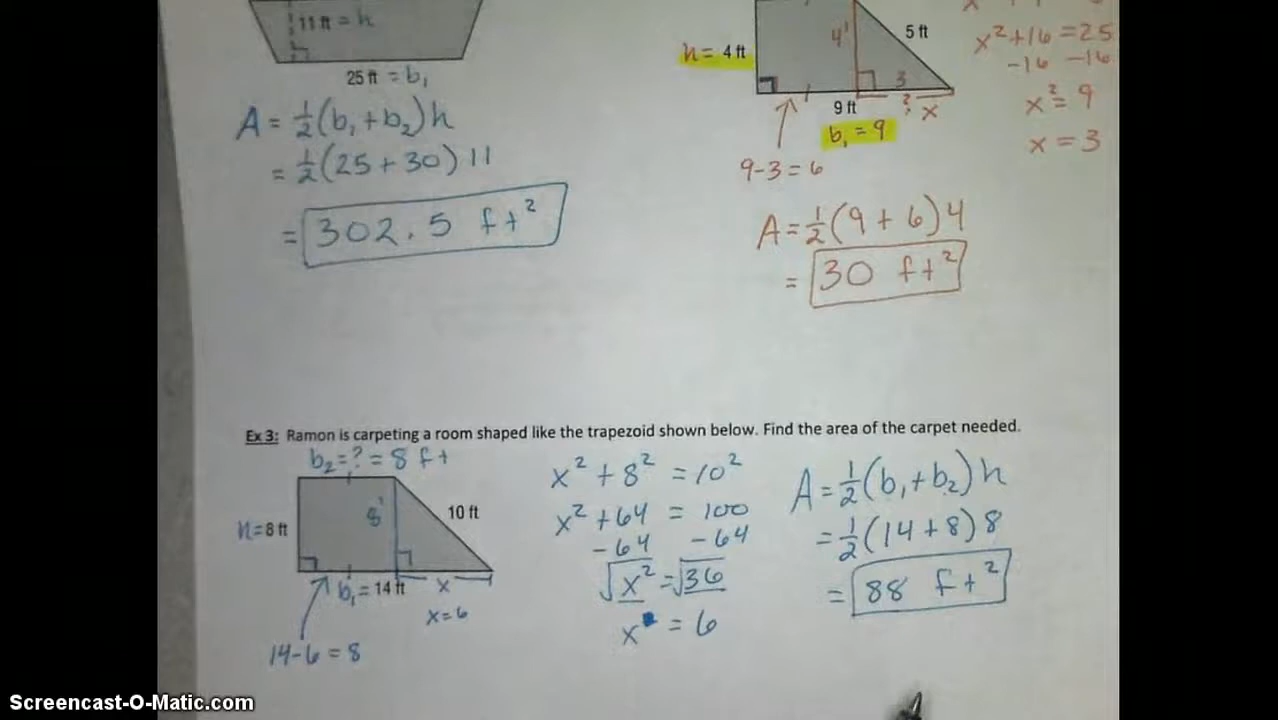 11 ft = h
25 ft = b₁
A = ½(b₁+b₂)h
= ½(25+30)11
= 302.5 ft²
h = 4 ft
4'
5 ft
3
9 ft
? x
b₁ = 9
9-3=6
x²+16=25
-16 -16
x²=9
x=3
A=½(9+6)4
= 30 ft²
Ex 3: Ramon is carpeting a room shaped like the trapezoid shown below. Find the area of the carpet needed.
b₂=?=8 ft
h=8 ft
8'
10 ft
b₁=14 ft
x
x=6
14-6=8
x²+8²=10²
x²+64=100
-64 -64
√x²=√36
x=6
A=½(b₁+b₂)h
=½(14+8)8
= 88 ft²
Screencast-O-Matic.com